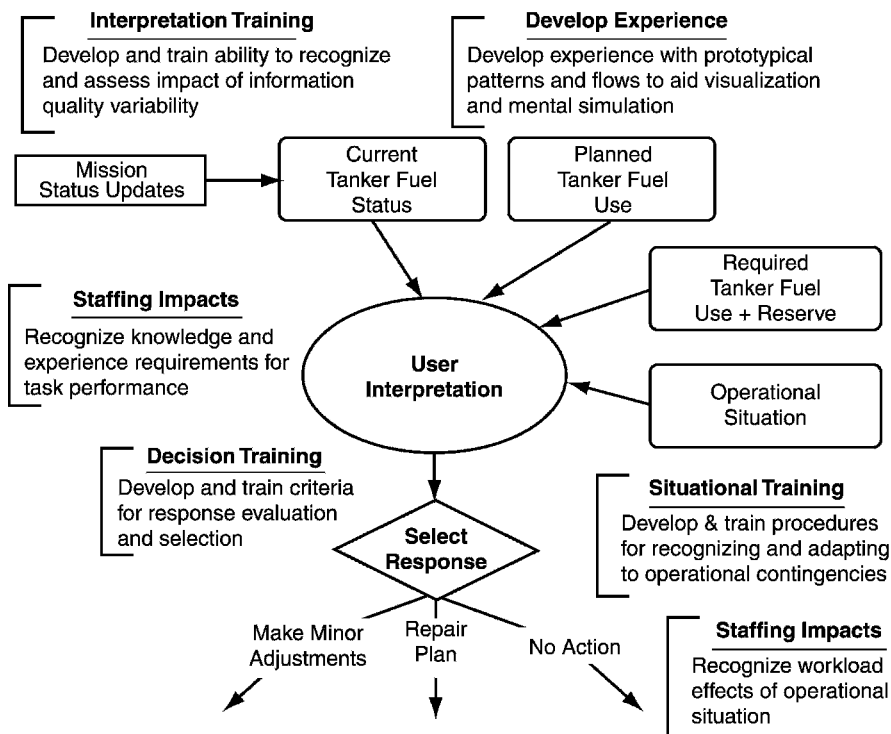 Interpretation Training
Develop and train ability to recognize
and assess impact of information
quality variability
Develop Experience
Develop experience with prototypical
patterns and flows to aid visualization
and mental simulation
Mission
Status Updates
Current
Tanker Fuel
Status
Planned
Tanker Fuel
Use
Required
Tanker Fuel
Use + Reserve
Staffing Impacts
Recognize knowledge and
experience requirements for
task performance
User
Interpretation
Operational
Situation
Decision Training
Develop and train criteria
for response evaluation
and selection
Select
Response
Situational Training
Develop & train procedures
for recognizing and adapting
to operational contingencies
Make Minor
Adjustments
Repair
Plan
No Action
Staffing Impacts
Recognize workload
effects of operational
situation